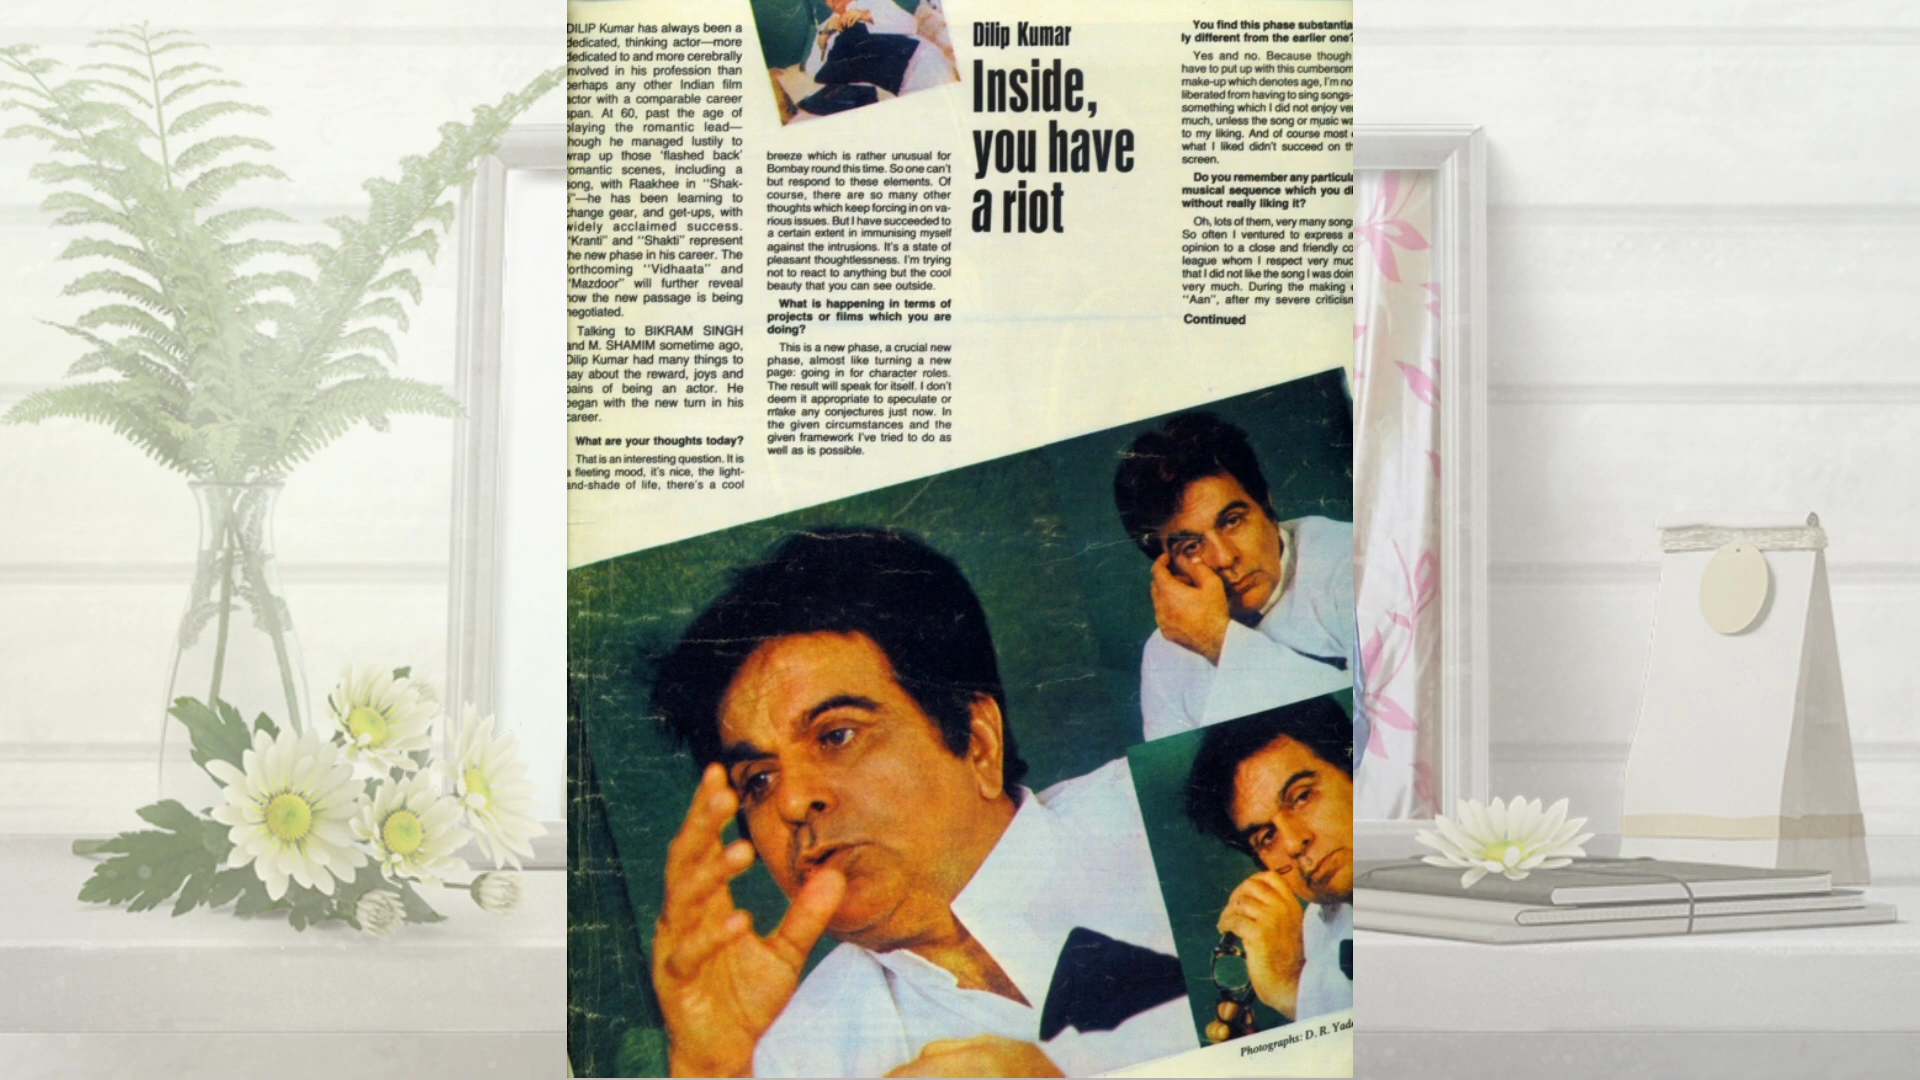 DILIP Kumar has always been a
dedicated, thinking actor—more
dedicated to and more cerebrally
involved in his profession than
perhaps any other Indian film
actor with a comparable career
span. At 60, past the age of
playing the romantic lead—
though he managed lustily to
wrap up those ‘flashed back’
romantic scenes, including a
song, with Raakhee in “Shak-
ti”—he has been learning to
change gear, and get-ups, with
widely acclaimed success.
“Kranti” and “Shakti” represent
the new phase in his career. The
forthcoming “Vidhaata” and
“Mazdoor” will further reveal
how the new passage is being
negotiated.
Talking to BIKRAM SINGH
and M. SHAMIM sometime ago,
Dilip Kumar had many things to
say about the reward, joys and
pains of being an actor. He
began with the new turn in his
career.
What are your thoughts today?
That is an interesting question. It is
a fleeting mood, it's nice, the light-
and-shade of life, there's a cool
breeze which is rather unusual for
Bombay round this time. So one can't
but respond to these elements. Of
course, there are so many other
thoughts which keep forcing in on va-
rious issues. But I have succeeded to
a certain extent in immunising myself
against the intrusions. It's a state of
pleasant thoughtlessness. I'm trying
not to react to anything but the cool
beauty that you can see outside.
What is happening in terms of
projects or films which you are
doing?
This is a new phase, a crucial new
phase, almost like turning a new
page: going in for character roles.
The result will speak for itself. I don't
deem it appropriate to speculate or
make any conjectures just now. In
the given circumstances and the
given framework I've tried to do as
well as is possible.
Dilip Kumar
Inside,
you have
a riot
You find this phase substantia
ly different from the earlier one?
Yes and no. Because though
have to put up with this cumbersom
make-up which denotes age, I'm no
liberated from having to sing songs-
something which I did not enjoy ve
much, unless the song or music wa
to my liking. And of course most
what I liked didn't succeed on th
screen.
Do you remember any particula
musical sequence which you di
without really liking it?
Oh, lots of them, very many song
So often I ventured to express a
opinion to a close and friendly co
league whom I respect very muc
that I did not like the song I was doin
very much. During the making
“Aan”, after my severe criticism
Continued
Photographs: D. R. Yad